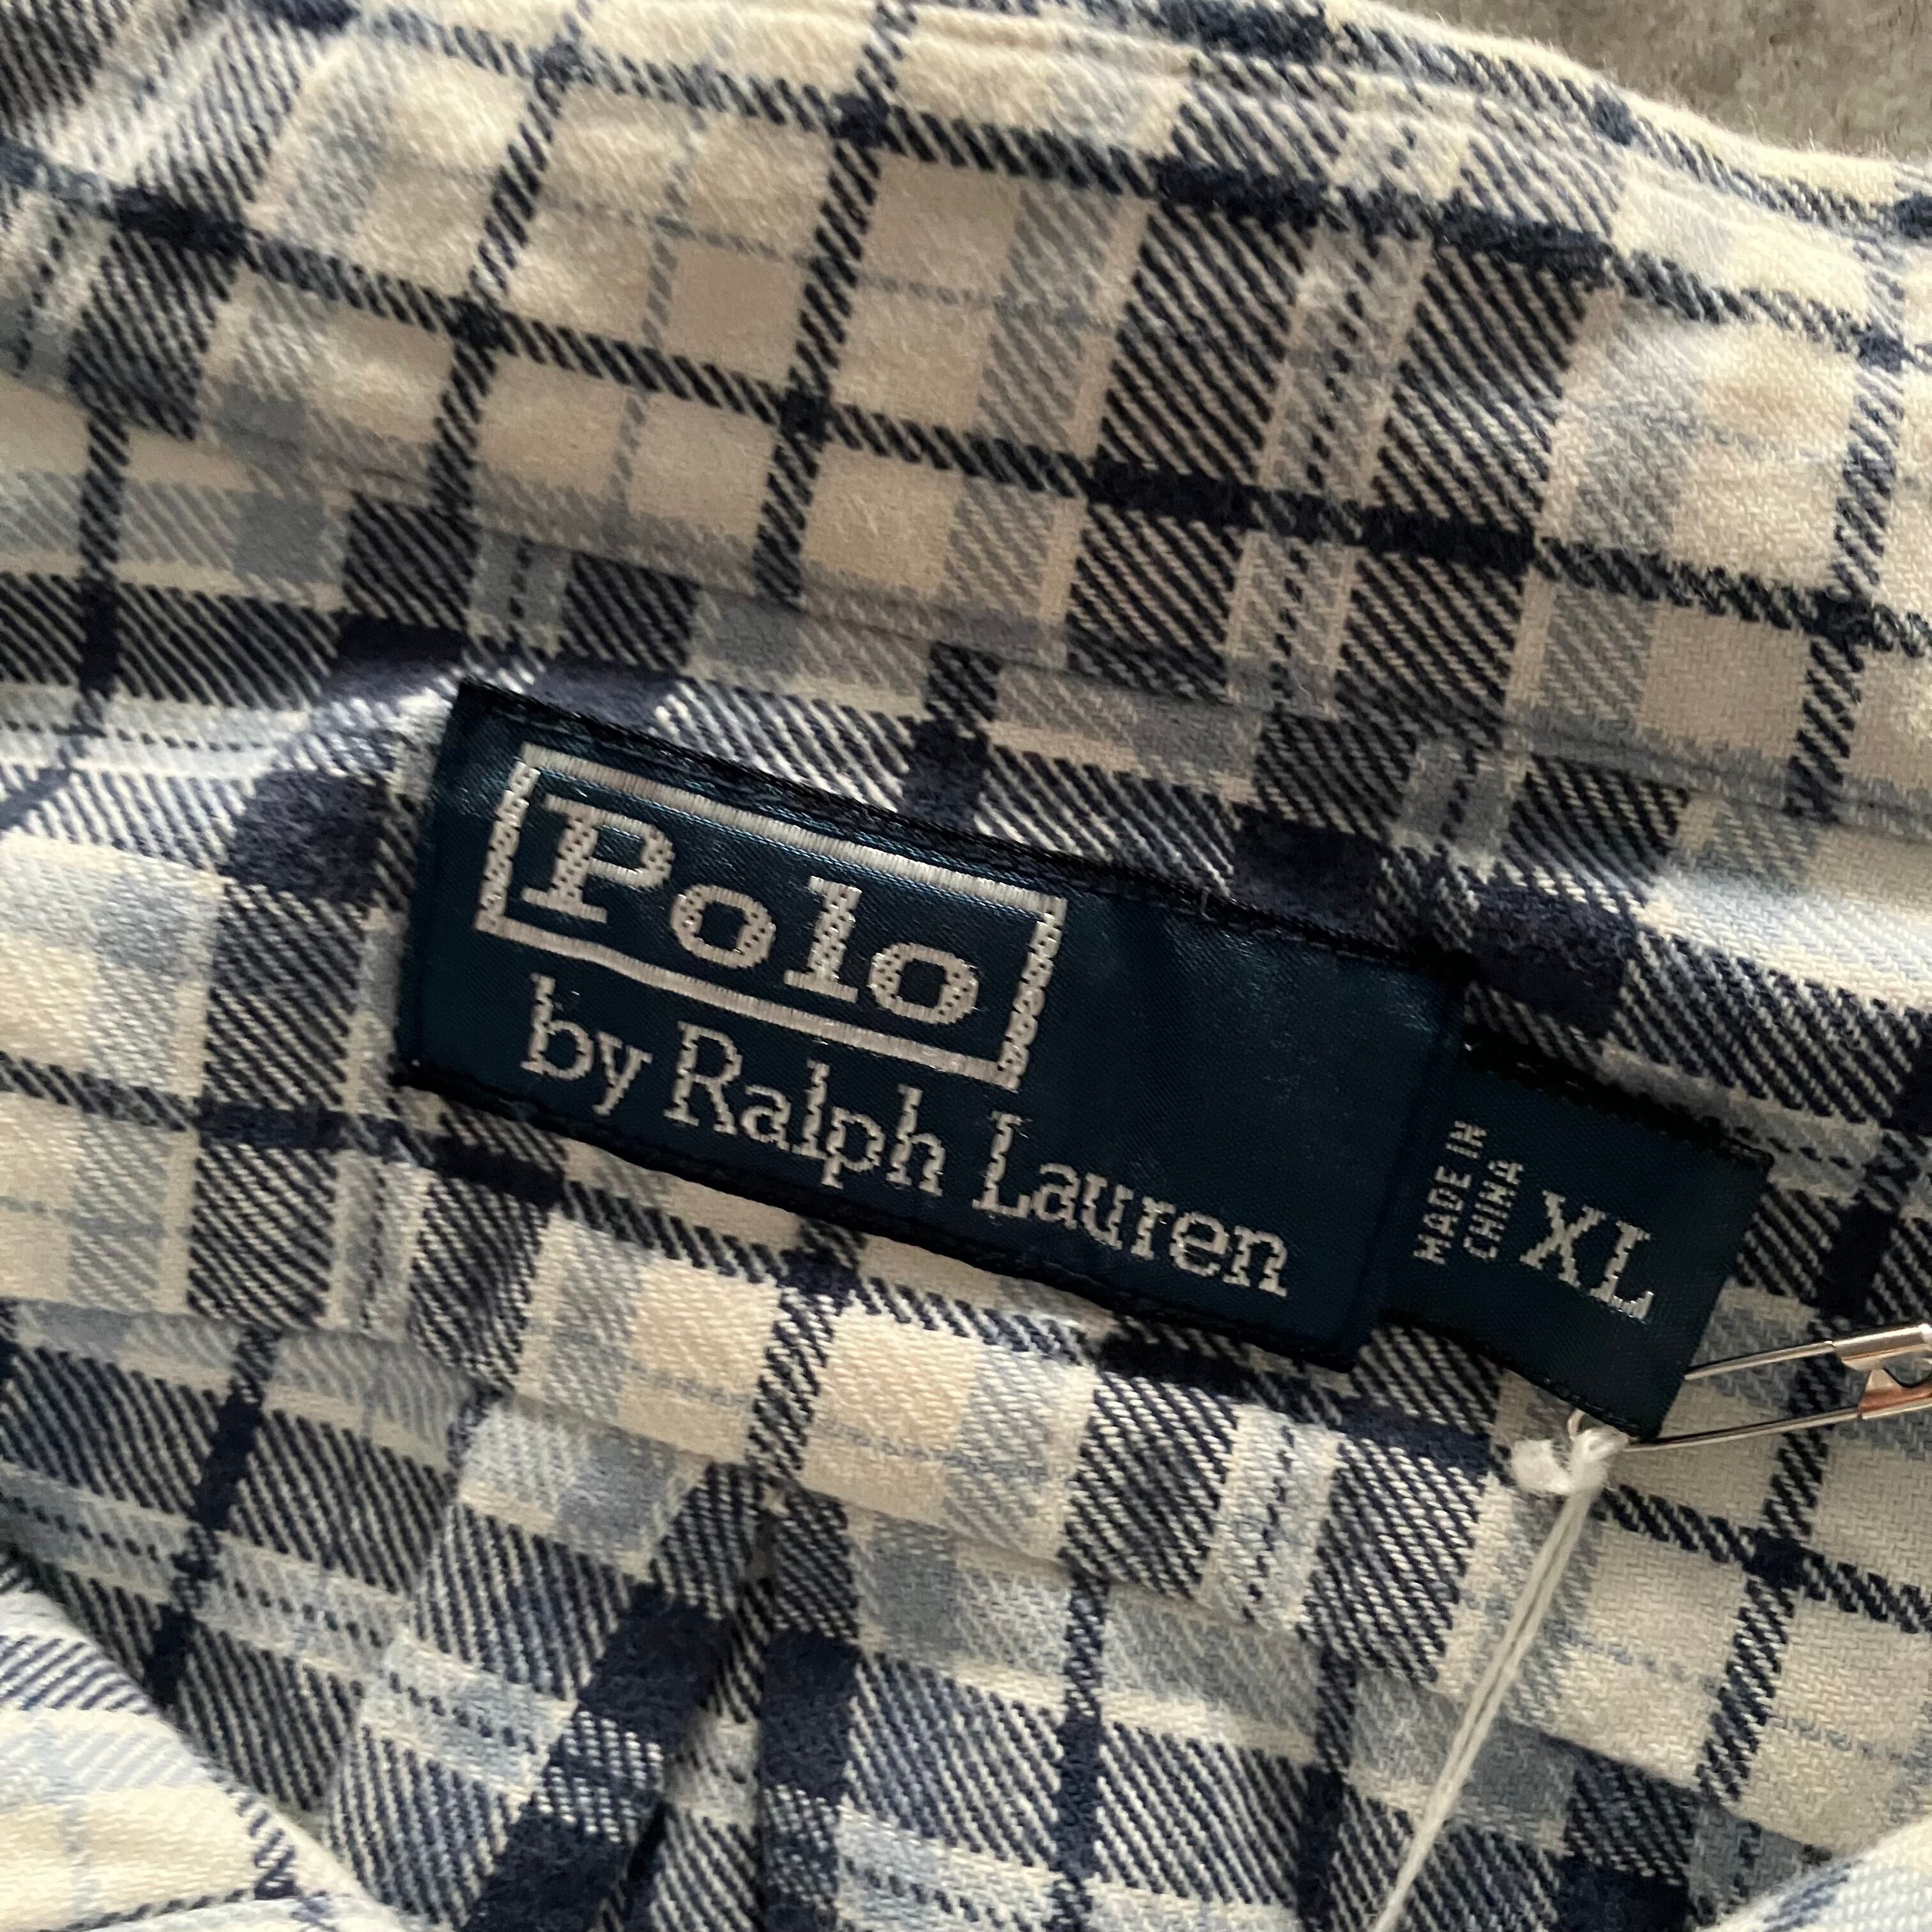 Polo
by Ralph Lauren
MADE IN
CHINA
XL